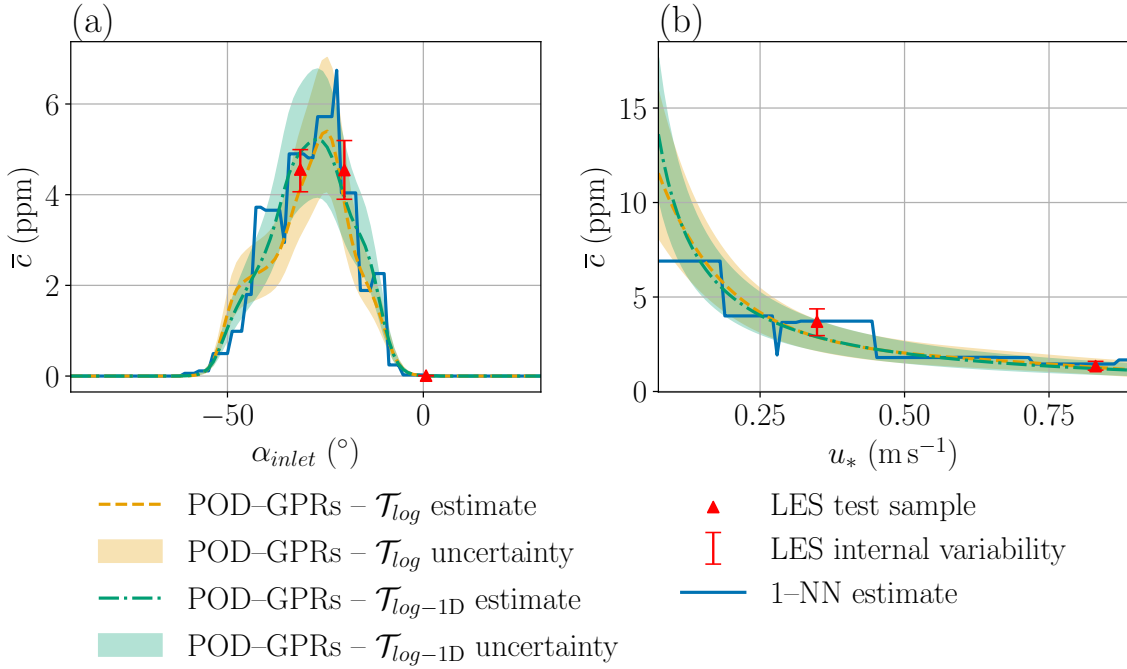 (a)
(b)
6
4
2
0
c̅ (ppm)
−50
0
α_inlet (°)
15
10
5
0
c̅ (ppm)
0.25
0.50
0.75
u_* (m s⁻¹)
POD–GPRs – 𝒯_log estimate
POD–GPRs – 𝒯_log uncertainty
POD–GPRs – 𝒯_log−1D estimate
POD–GPRs – 𝒯_log−1D uncertainty
LES test sample
LES internal variability
1–NN estimate